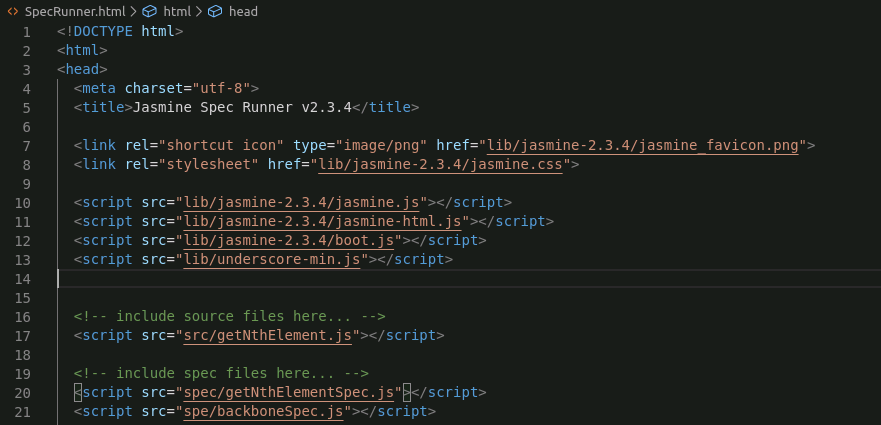 SpecRunner.html > html > head
1 <!DOCTYPE html>
2 <html>
3 <head>
4 <meta charset="utf-8">
5 <title>Jasmine Spec Runner v2.3.4</title>
6
7 <link rel="shortcut icon" type="image/png" href="lib/jasmine-2.3.4/jasmine_favicon.png">
8 <link rel="stylesheet" href="lib/jasmine-2.3.4/jasmine.css">
9
10 <script src="lib/jasmine-2.3.4/jasmine.js"></script>
11 <script src="lib/jasmine-2.3.4/jasmine-html.js"></script>
12 <script src="lib/jasmine-2.3.4/boot.js"></script>
13 <script src="lib/underscore-min.js"></script>
14
15
16 <!-- include source files here... -->
17 <script src="src/getNthElement.js"></script>
18
19 <!-- include spec files here... -->
20 <script src="spec/getNthElementSpec.js"></script>
21 <script src="spe/backboneSpec.js"></script>